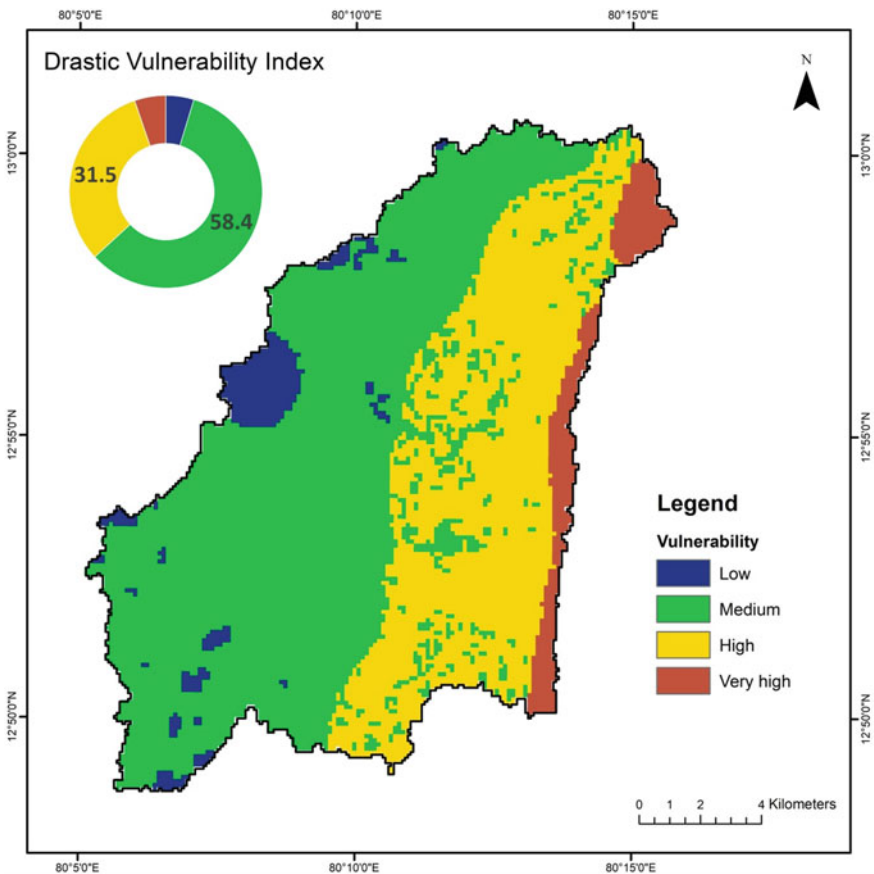 80°5'0"E 80°10'0"E 80°15'0"E
Drastic Vulnerability Index
N
13°0'0"N 13°0'0"N
31.5
58.4
12°55'0"N 12°55'0"N
Legend
Vulnerability
Low
Medium
High
Very high
12°50'0"N 12°50'0"N
0 1 2 4 Kilometers
80°5'0"E 80°10'0"E 80°15'0"E